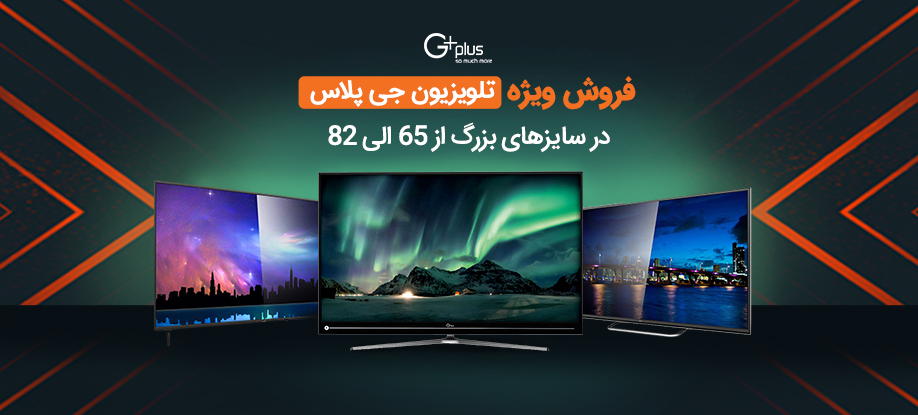 G+plus
so much more
فروش ویژه تلویزیون جی پلاس
در سایزهای بزرگ از 65 الی 82